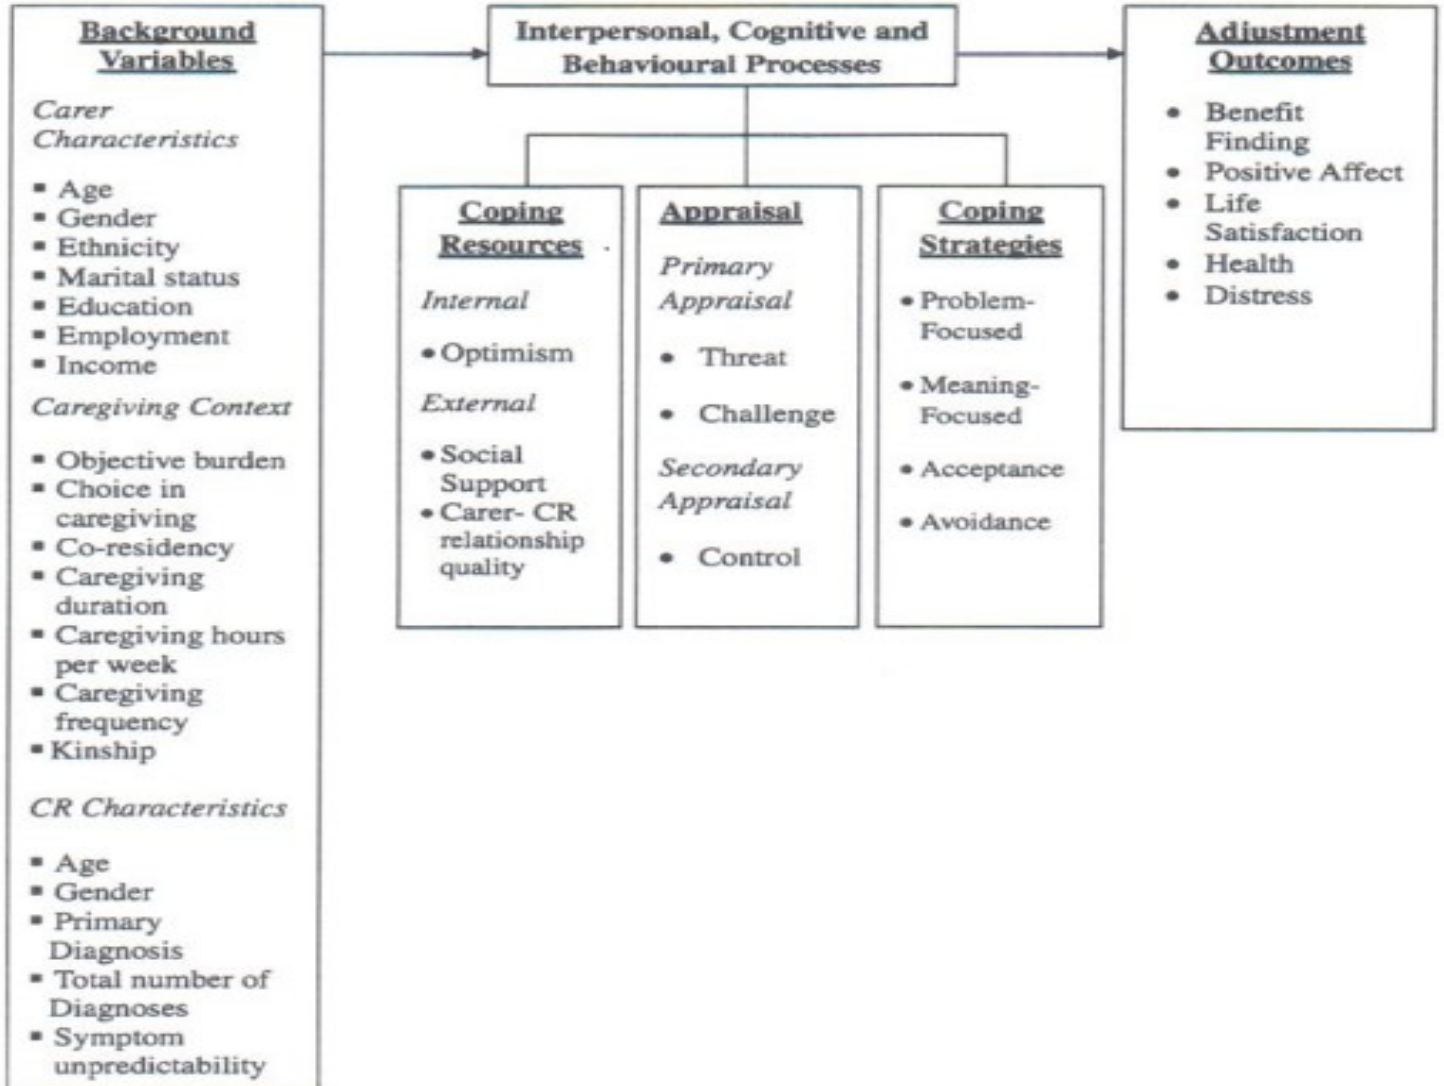 Background
Variables
Carer
Characteristics
▪ Age
▪ Gender
▪ Ethnicity
▪ Marital status
▪ Education
▪ Employment
▪ Income
Caregiving Context
▪ Objective burden
▪ Choice in
caregiving
▪ Co-residency
▪ Caregiving
duration
▪ Caregiving hours
per week
▪ Caregiving
frequency
▪ Kinship
CR Characteristics
▪ Age
▪ Gender
▪ Primary
Diagnosis
▪ Total number of
Diagnoses
▪ Symptom
unpredictability
Interpersonal, Cognitive and
Behavioural Processes
Coping
Resources
Internal
• Optimism
External
• Social
Support
• Carer- CR
relationship
quality
Appraisal
Primary
Appraisal
• Threat
• Challenge
Secondary
Appraisal
• Control
Coping
Strategies
• Problem-
Focused
• Meaning-
Focused
• Acceptance
• Avoidance
Adjustment
Outcomes
• Benefit
Finding
• Positive Affect
• Life
Satisfaction
• Health
• Distress